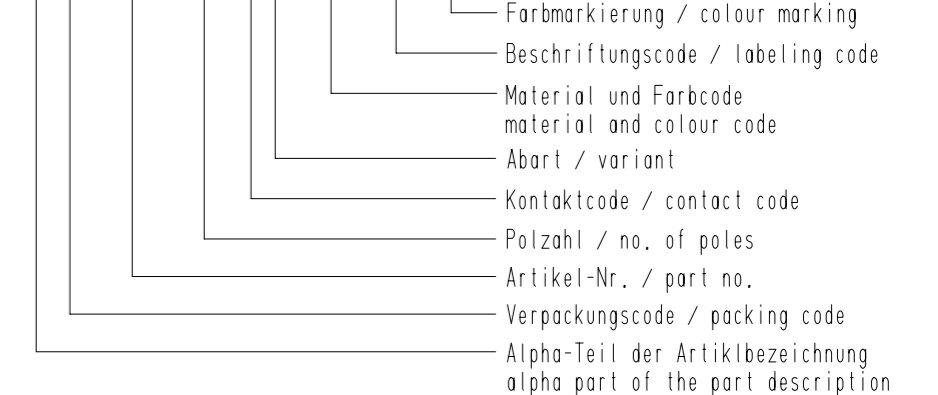 Farbmarkierung / colour marking
Beschriftungscode / labeling code
Material und Farbcode
material and colour code
Abart / variant
Kontaktcode / contact code
Polzahl / no. of poles
Artikel-Nr. / part no.
Verpackungscode / packing code
Alpha-Teil der Artiklbezeichnung
alpha part of the part description